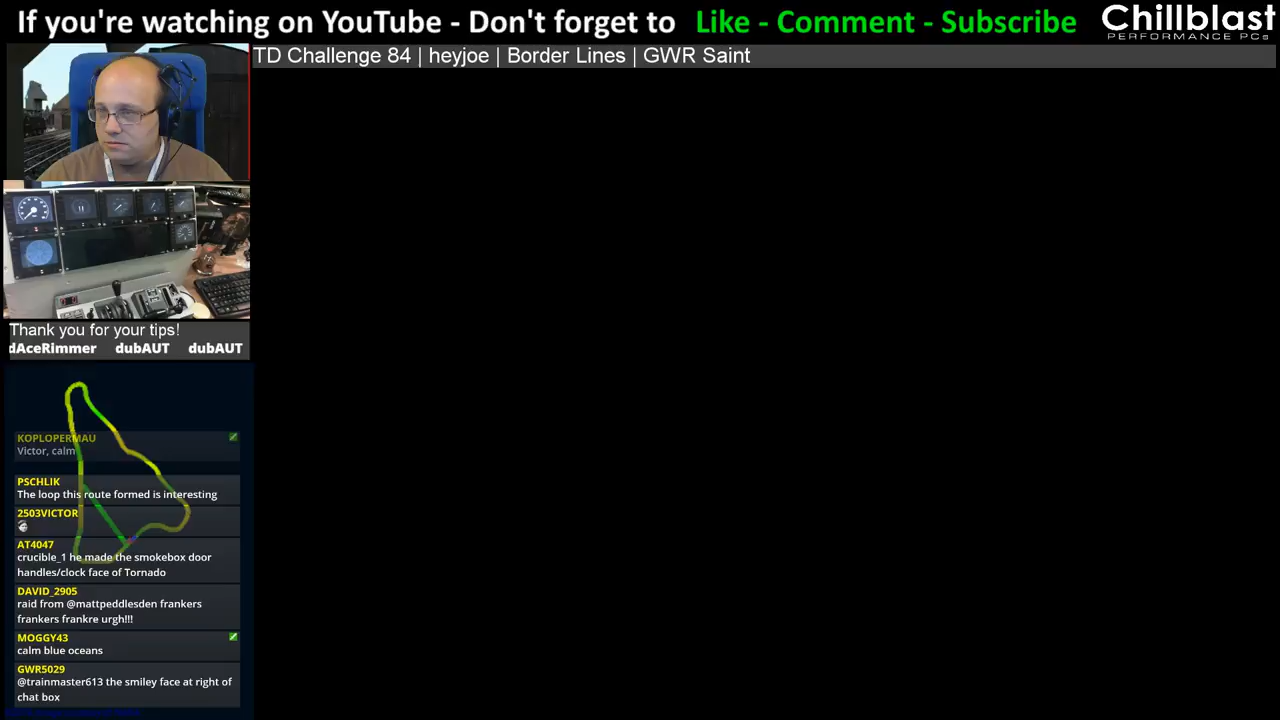 If you're watching on YouTube - Don't forget to Like - Comment - Subscribe
Chillblast
PERFORMANCE PCs
TD Challenge 84 | heyjoe | Border Lines | GWR Saint
Thank you for your tips!
dAceRimmer dubAUT dubAUT
KOPLOPERMAU
Victor, calm
PSCHLIK
The loop this route formed is interesting
2503VICTOR
AT4047
crucible_1 he made the smokebox door
handles/clock face of Tornado
DAVID_2905
raid from @mattpeddlesden frankers
frankers frankre urgh!!!
MOGGY43
calm blue oceans
GWR5029
@trainmaster613 the smiley face at right of
chat box